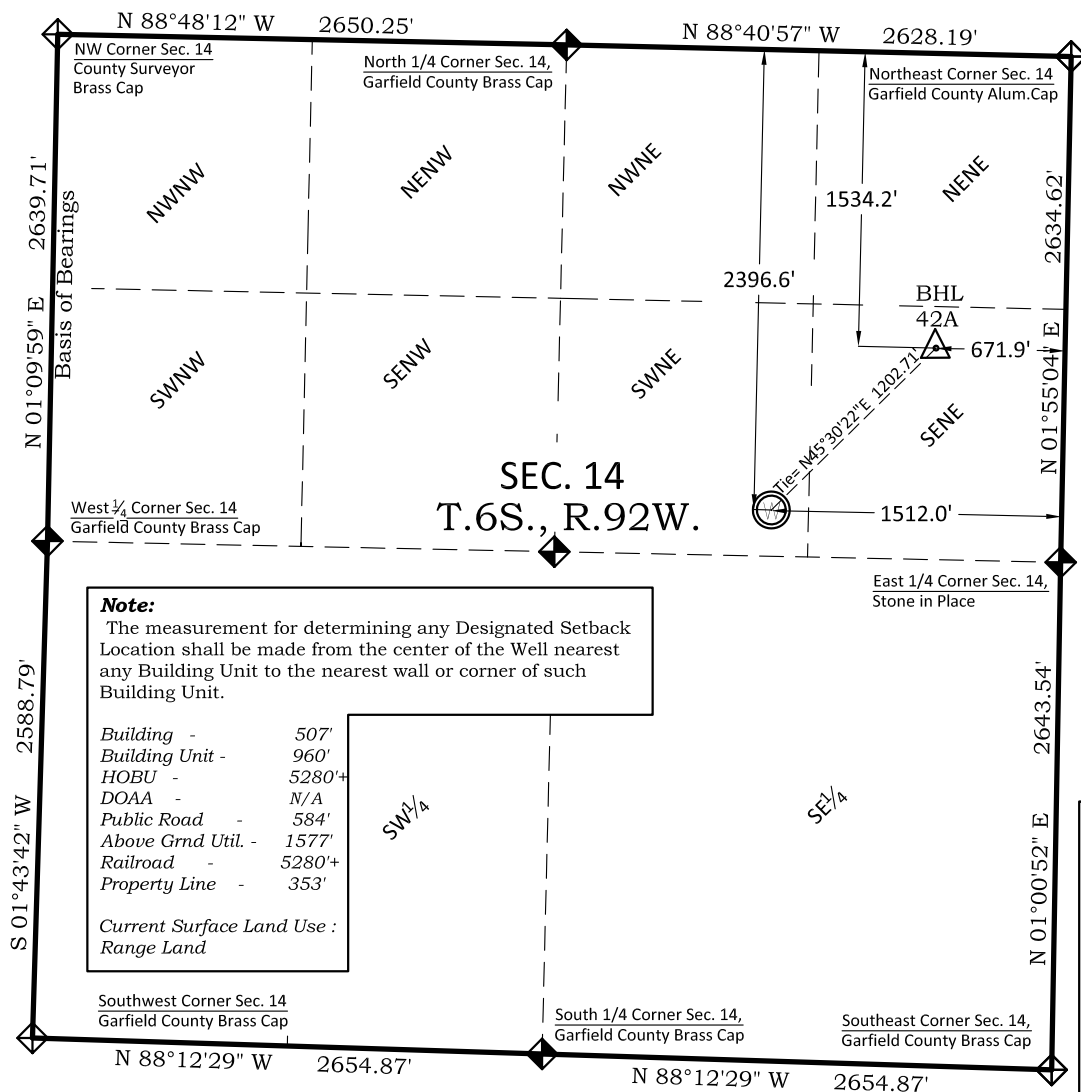 N 88°48'12" W 2650.25'
N 88°40'57" W 2628.19'
NW Corner Sec. 14
County Surveyor
Brass Cap
North 1/4 Corner Sec. 14,
Garfield County Brass Cap
Northeast Corner Sec. 14
Garfield County Alum.Cap
N 01°09'59" E 2639.71'
Basis of Bearings
NWNW
NENW
NWNE
NENE
1534.2'
2396.6'
N 01°55'04" E 2634.62'
BHL
42A
671.9'
SWNW
SENW
SWNE
SENE
Tie= N45°30'22"E 1202.71'
SEC. 14
T.6S., R.92W.
1512.0'
West 1/4 Corner Sec. 14
Garfield County Brass Cap
East 1/4 Corner Sec. 14,
Stone in Place
Note:
The measurement for determining any Designated Setback
Location shall be made from the center of the Well nearest
any Building Unit to the nearest wall or corner of such
Building Unit.
Building - 507'
Building Unit - 960'
HOBU - 5280'+
DOAA - N/A
Public Road - 584'
Above Grnd Util. - 1577'
Railroad - 5280'+
Property Line - 353'
Current Surface Land Use :
Range Land
S 01°43'42" W 2588.79'
SW1/4
SE1/4
N 01°00'52" E 2643.54'
Southwest Corner Sec. 14
Garfield County Brass Cap
South 1/4 Corner Sec. 14,
Garfield County Brass Cap
Southeast Corner Sec. 14,
Garfield County Brass Cap
N 88°12'29" W 2654.87'
N 88°12'29" W 2654.87'